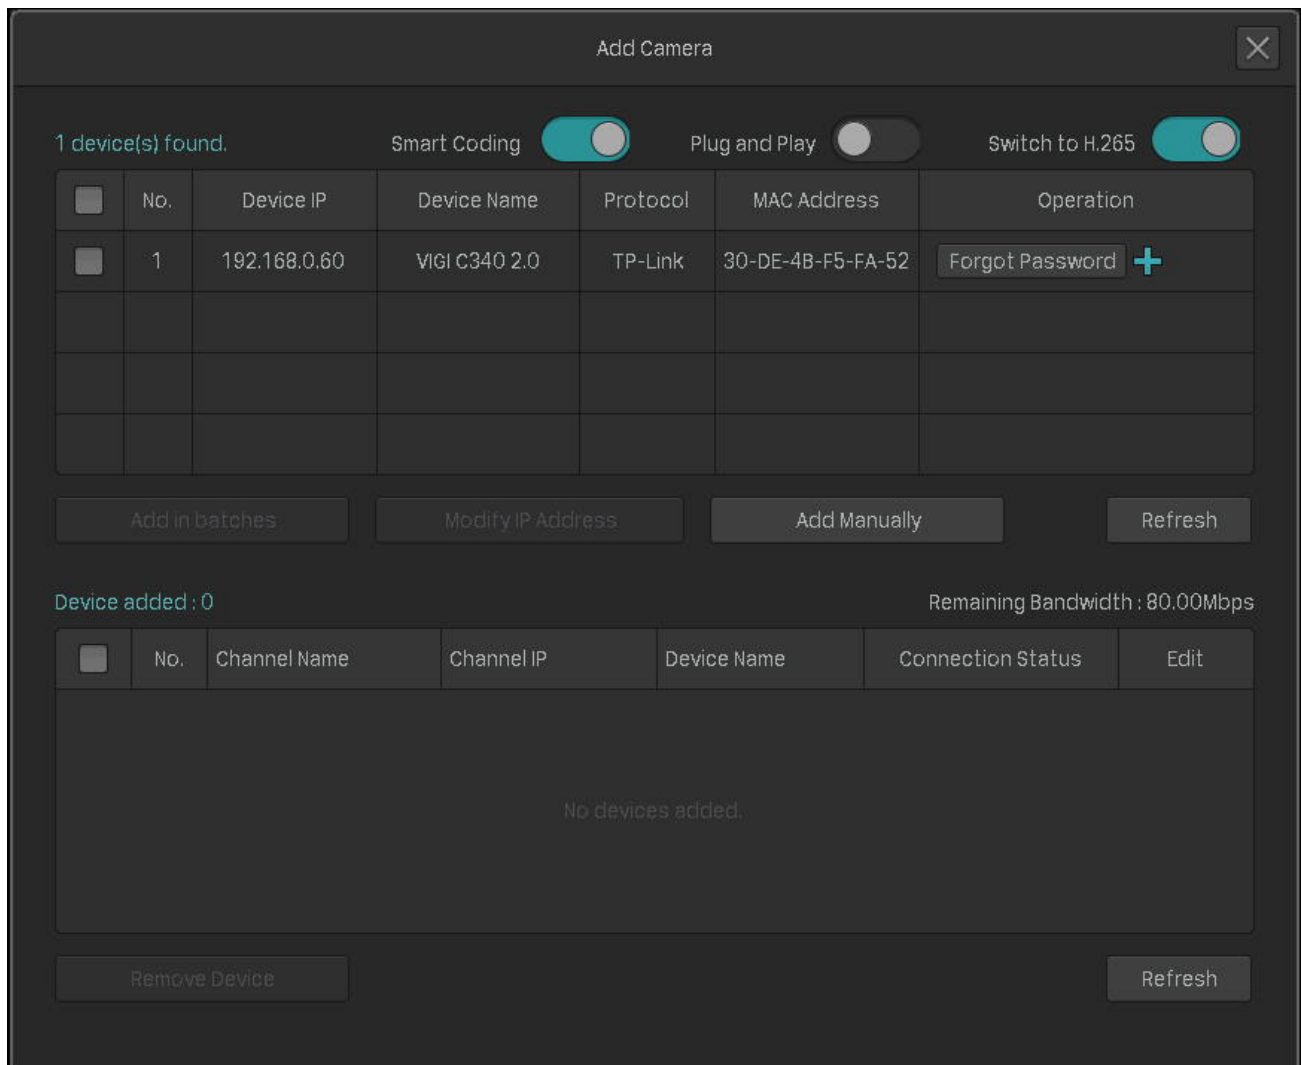 Add Camera
1 device(s) found. Smart Coding Plug and Play Switch to H.265
No. Device IP Device Name Protocol MAC Address Operation
1 192.168.0.60 VIGI C340 2.0 TP-Link 30-DE-4B-F5-FA-52 Forgot Password
Add in batches Modify IP Address Add Manually Refresh
Device added : 0 Remaining Bandwidth : 80.00Mbps
No. Channel Name Channel IP Device Name Connection Status Edit
No devices added.
Remove Device Refresh